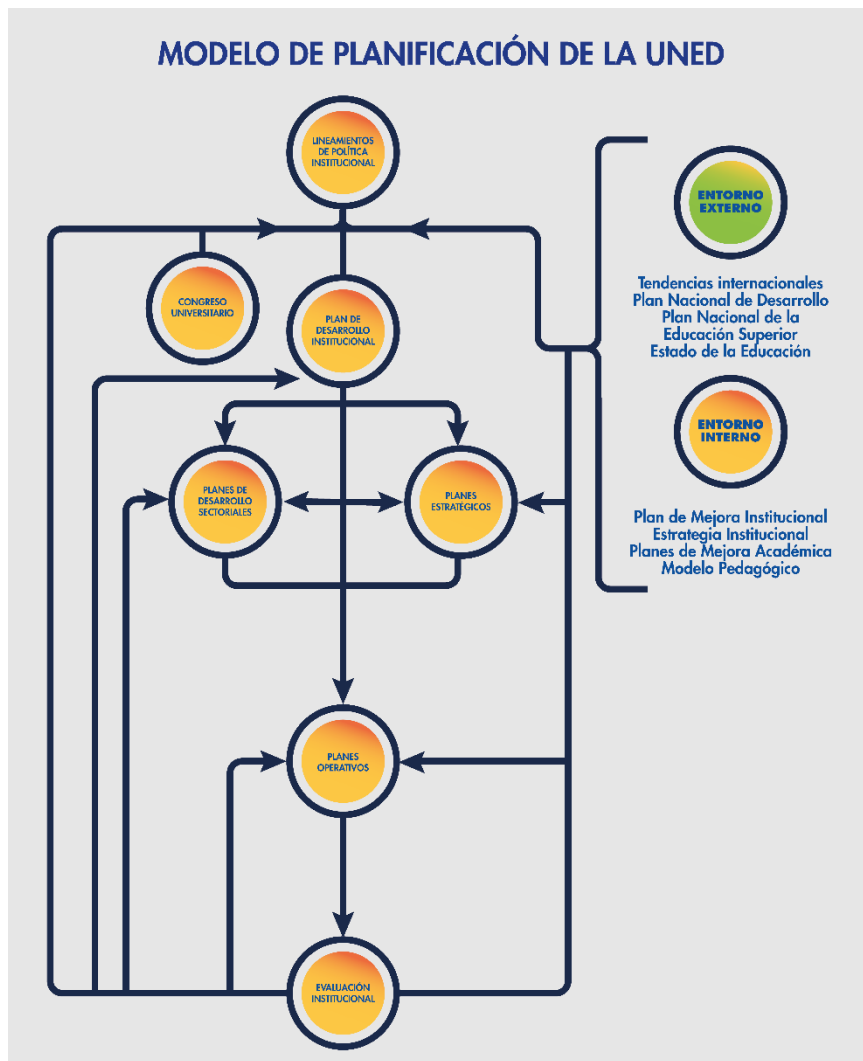 MODELO DE PLANIFICACIÓN DE LA UNED
LINEAMIENTOS
DE POLÍTICA
INSTITUCIONAL
ENTORNO
EXTERNO
CONGRESO
UNIVERSITARIO
PLAN DE
DESARROLLO
INSTITUCIONAL
Tendencias internacionales
Plan Nacional de Desarrollo
Plan Nacional de la
Educación Superior
Estado de la Educación
ENTORNO
INTERNO
PLANES DE
DESARROLLO
SECTORIALES
PLANES
ESTRATÉGICOS
Plan de Mejora Institucional
Estrategia Institucional
Planes de Mejora Académica
Modelo Pedagógico
PLANES
OPERATIVOS
EVALUACIÓN
INSTITUCIONAL